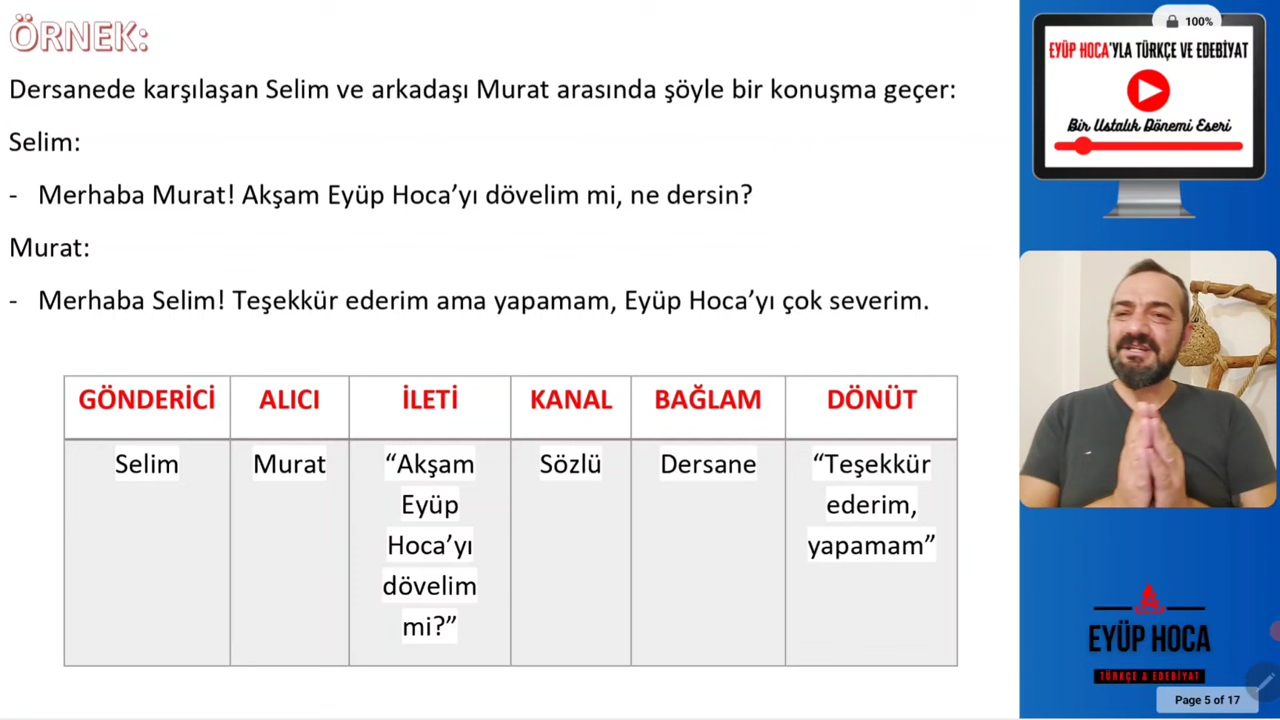 ÖRNEK:
Dersanede karşılaşan Selim ve arkadaşı Murat arasında şöyle bir konuşma geçer:
Selim:
- Merhaba Murat! Akşam Eyüp Hoca’yı dövelim mi, ne dersin?
Murat:
- Merhaba Selim! Teşekkür ederim ama yapamam, Eyüp Hoca’yı çok severim.
GÖNDERİCİ ALICI İLETİ KANAL BAĞLAM DÖNÜT
Selim Murat “Akşam Sözlü Dersane “Teşekkür
Eyüp ederim,
Hoca’yı yapamam”
dövelim
mi?”
100%
EYÜP HOCA'YLA TÜRKÇE VE EDEBİYAT
Bir Ustalık Dönemi Eseri
EYÜP HOCA
TÜRKÇE & EDEBİYAT
Page 5 of 17